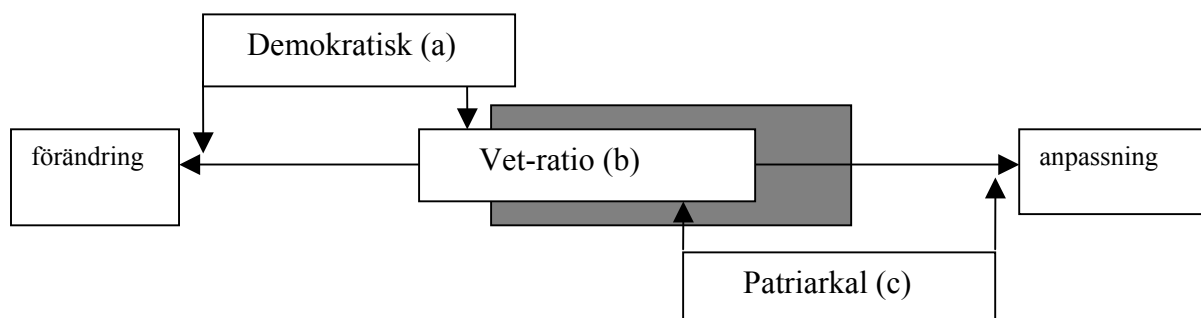 Demokratisk (a)
förändring
Vet-ratio (b)
anpassning
Patriarkal (c)